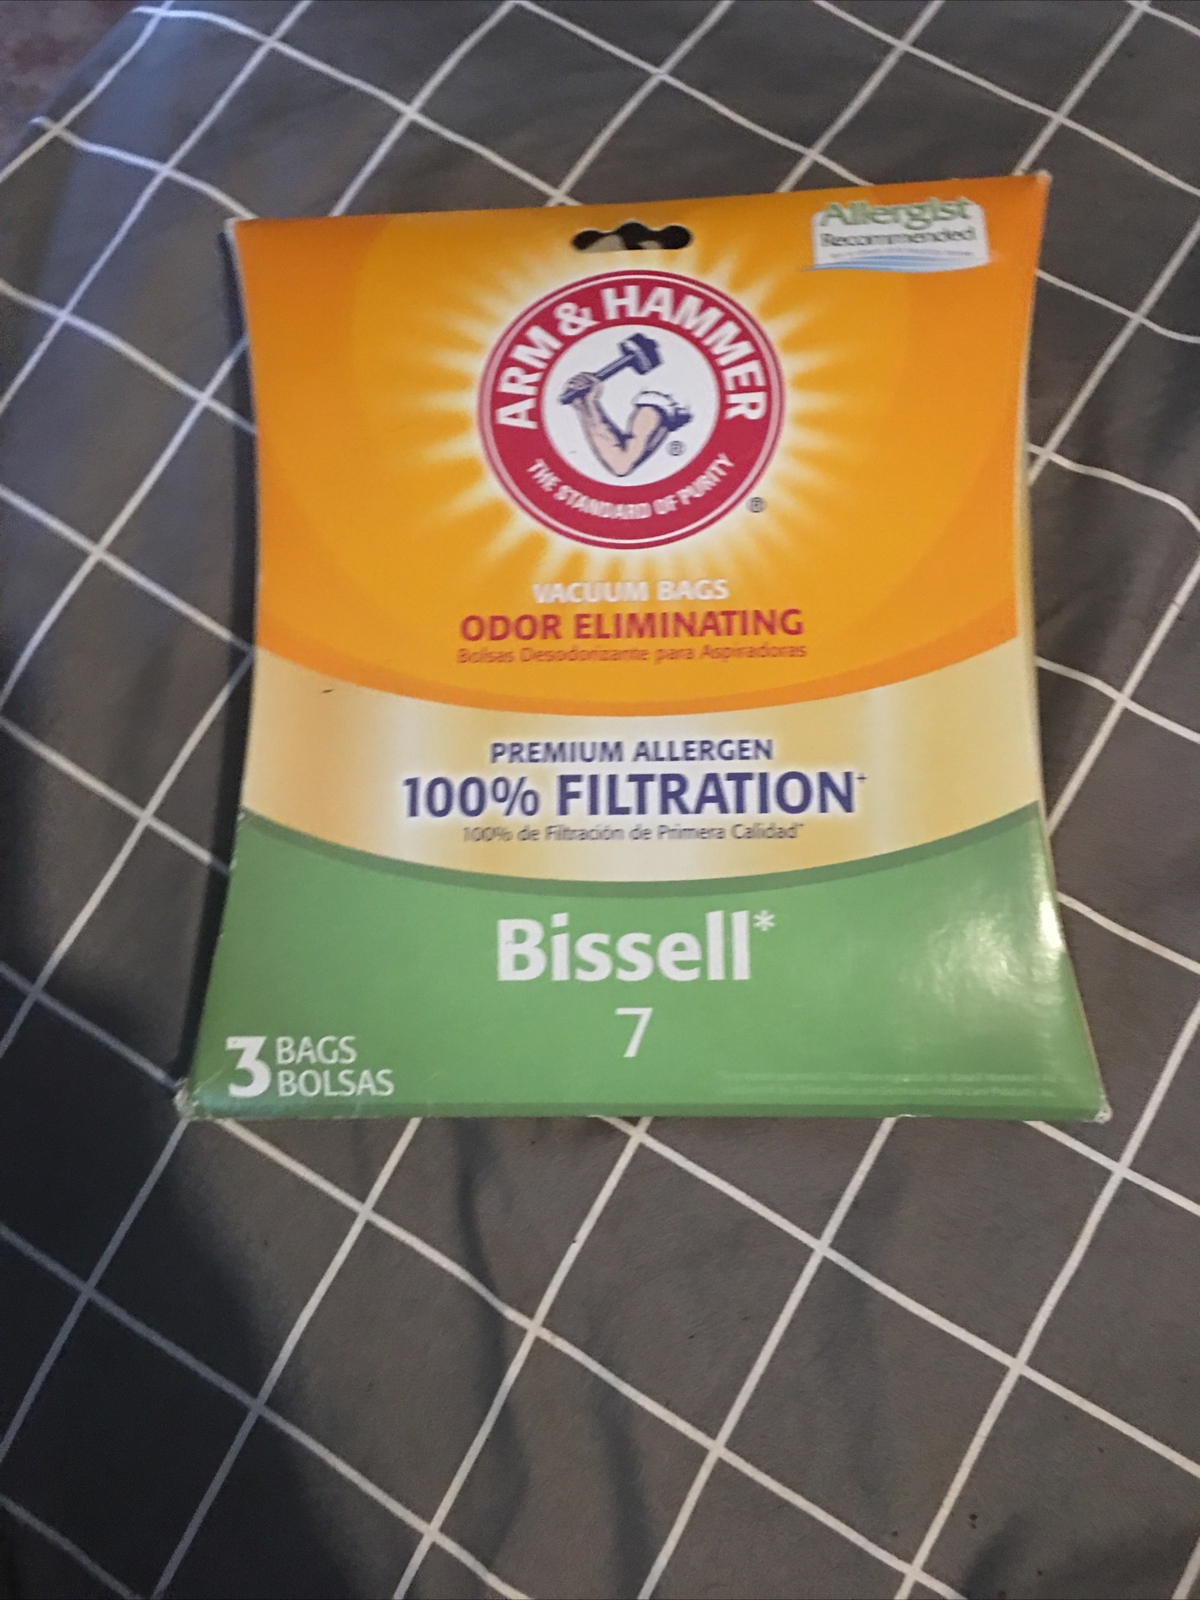 Allergist
Recommended
ARM & HAMMER
®
THE STANDARD OF PURITY
®
VACUUM BAGS
ODOR ELIMINATING
Bolsas Desodorizante para Aspiradoras
PREMIUM ALLERGEN
100% FILTRATION+
100% de Filtración de Primera Calidad*
Bissell*
7
3 BAGS
BOLSAS